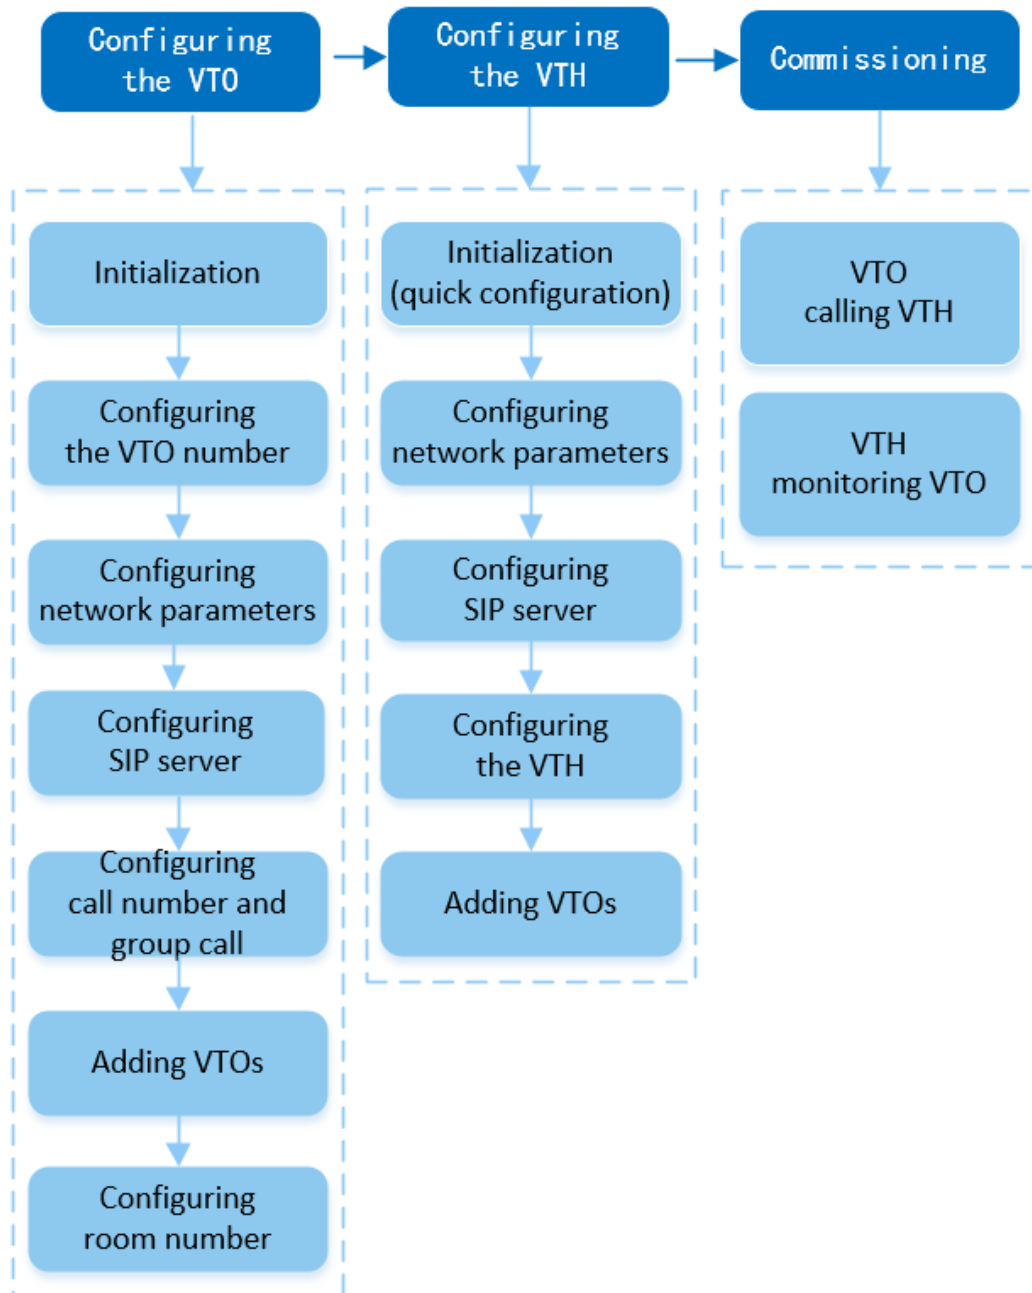 Configuring
the VTO
Configuring
the VTH
Commissioning
Initialization
Configuring
the VTO number
Configuring
network parameters
Configuring
SIP server
Configuring
call number and
group call
Adding VTOs
Configuring
room number
Initialization
(quick configuration)
Configuring
network parameters
Configuring
SIP server
Configuring
the VTH
Adding VTOs
VTO
calling VTH
VTH
monitoring VTO